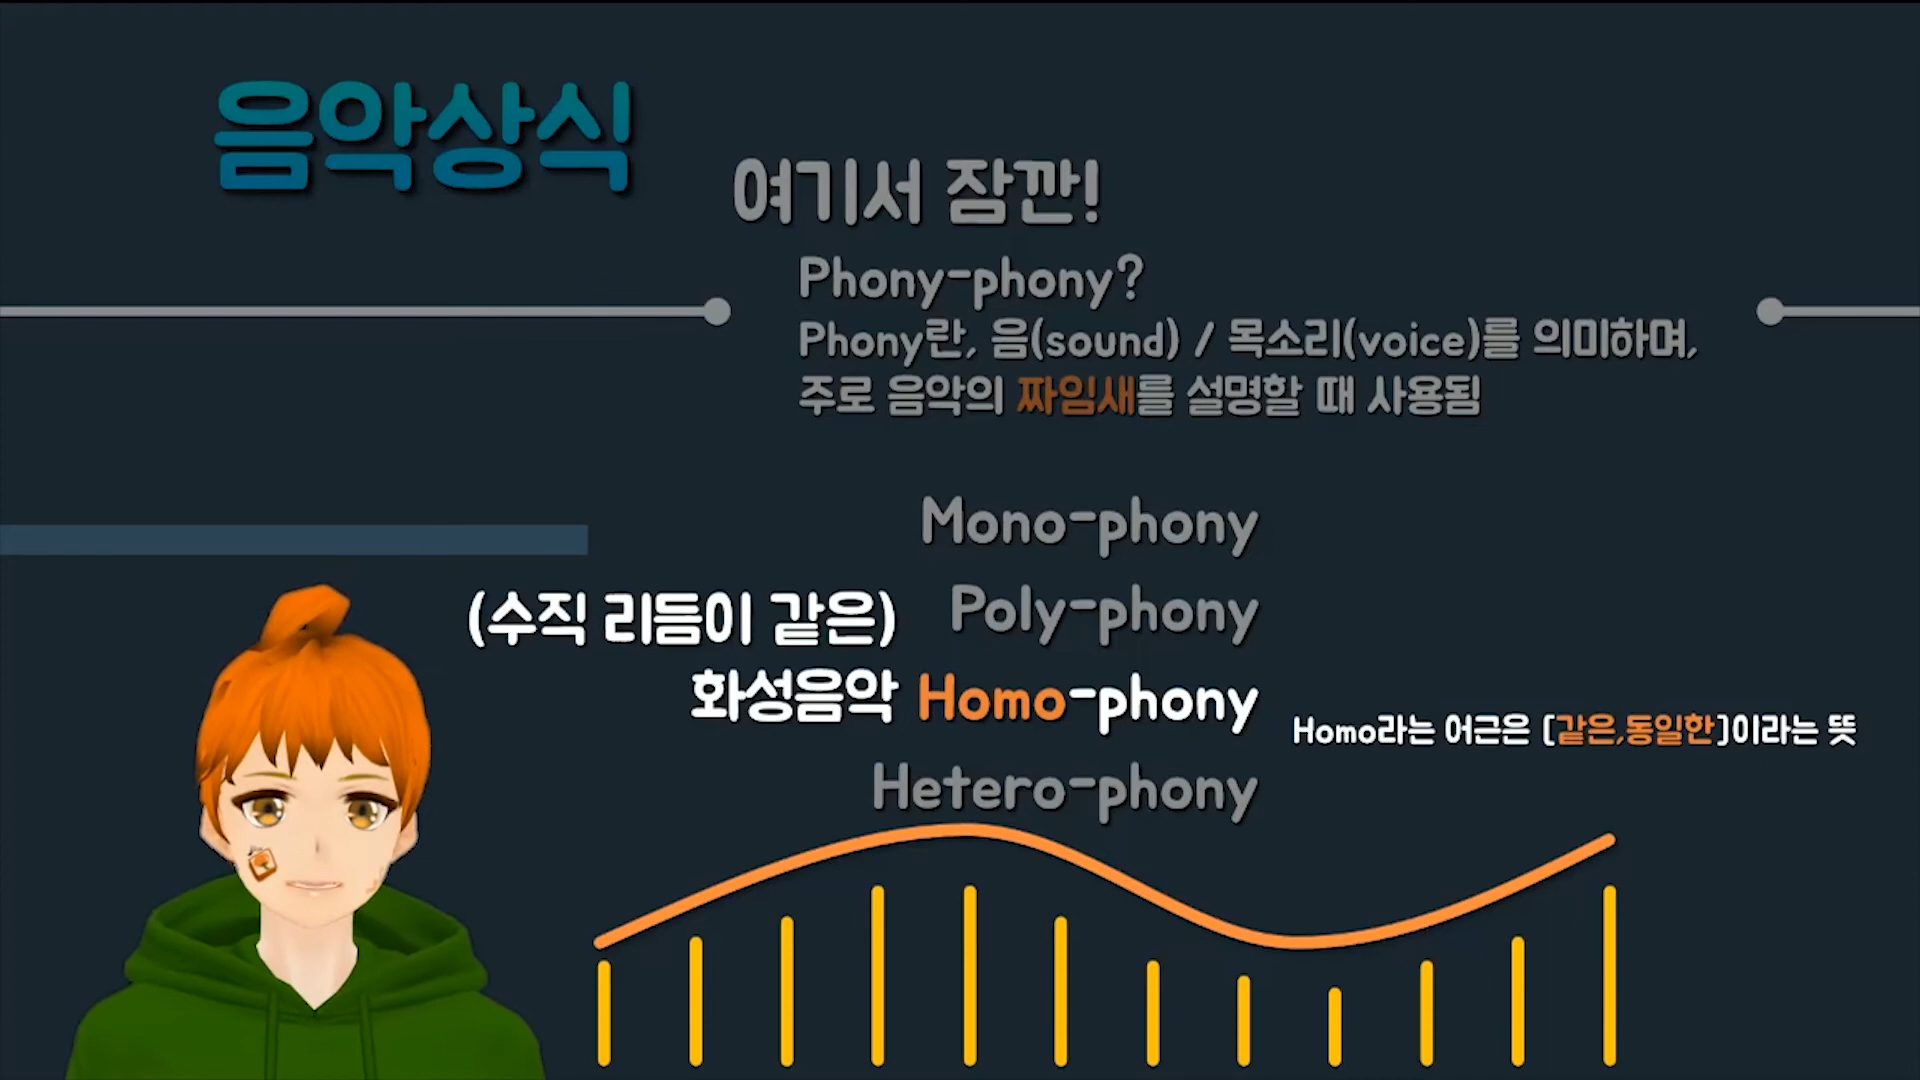 음악상식
여기서 잠깐!
Phony-phony?
Phony란, 음(sound) / 목소리(voice)를 의미하며,
주로 음악의 짜임새를 설명할 때 사용됨
Mono-phony
(수직 리듬이 같은) Poly-phony
화성음악 Homo-phony
Homo라는 어근은 [같은,동일한]이라는 뜻
Hetero-phony